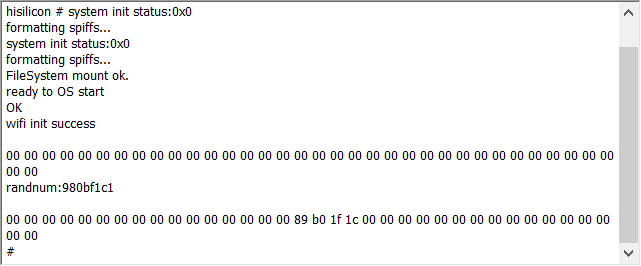 hisilicon # system init status:0x0
formatting spiffs...
system init status:0x0
formatting spiffs...
FileSystem mount ok.
ready to OS start
OK
wifi init success
00 00 00 00 00 00 00 00 00 00 00 00 00 00 00 00 00 00 00 00 00 00 00 00 00 00 00 00 00 00 00 00 00 00
00 00
randnum:980bf1c1
00 00 00 00 00 00 00 00 00 00 00 00 00 00 00 00 89 b0 1f 1c 00 00 00 00 00 00 00 00 00 00 00 00 00 00
00 00
#